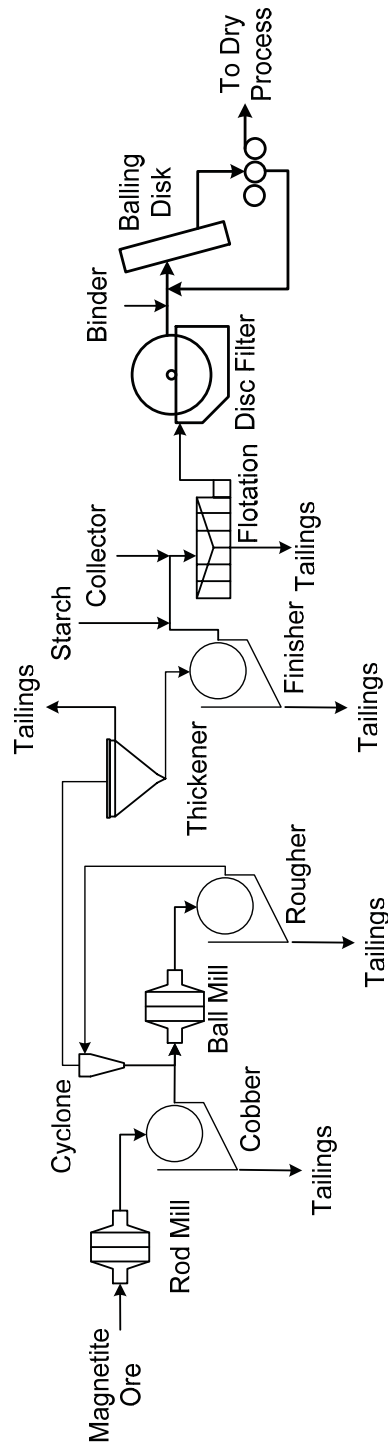 Magnetite
Ore
Rod Mill
Cobber
Tailings
Cyclone
Ball Mill
Rougher
Tailings
Thickener
Tailings
Finisher
Tailings
Starch
Collector
Flotation
Tailings
Disc Filter
Binder
Balling
Disk
To Dry
Process